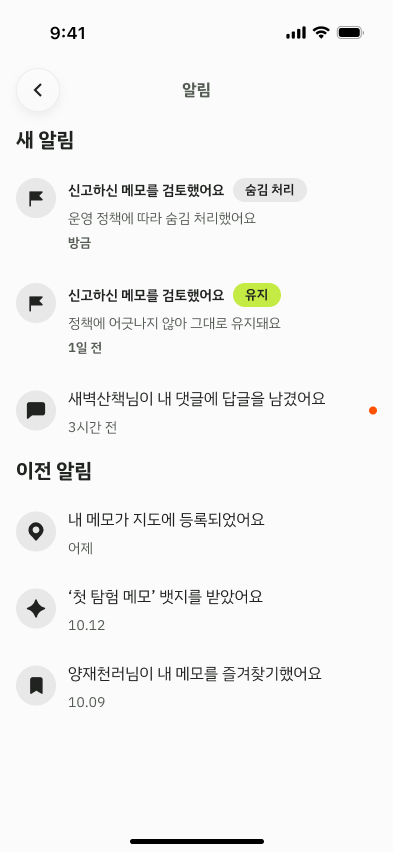 9:41
알림
새 알림
신고하신 메모를 검토했어요 숨김 처리
운영 정책에 따라 숨김 처리했어요
방금
신고하신 메모를 검토했어요 유지
정책에 어긋나지 않아 그대로 유지돼요
1일 전
새벽산책님이 내 댓글에 답글을 남겼어요
3시간 전
이전 알림
내 메모가 지도에 등록되었어요
어제
‘첫 탐험 메모’ 뱃지를 받았어요
10.12
양재천러님이 내 메모를 즐겨찾기했어요
10.09